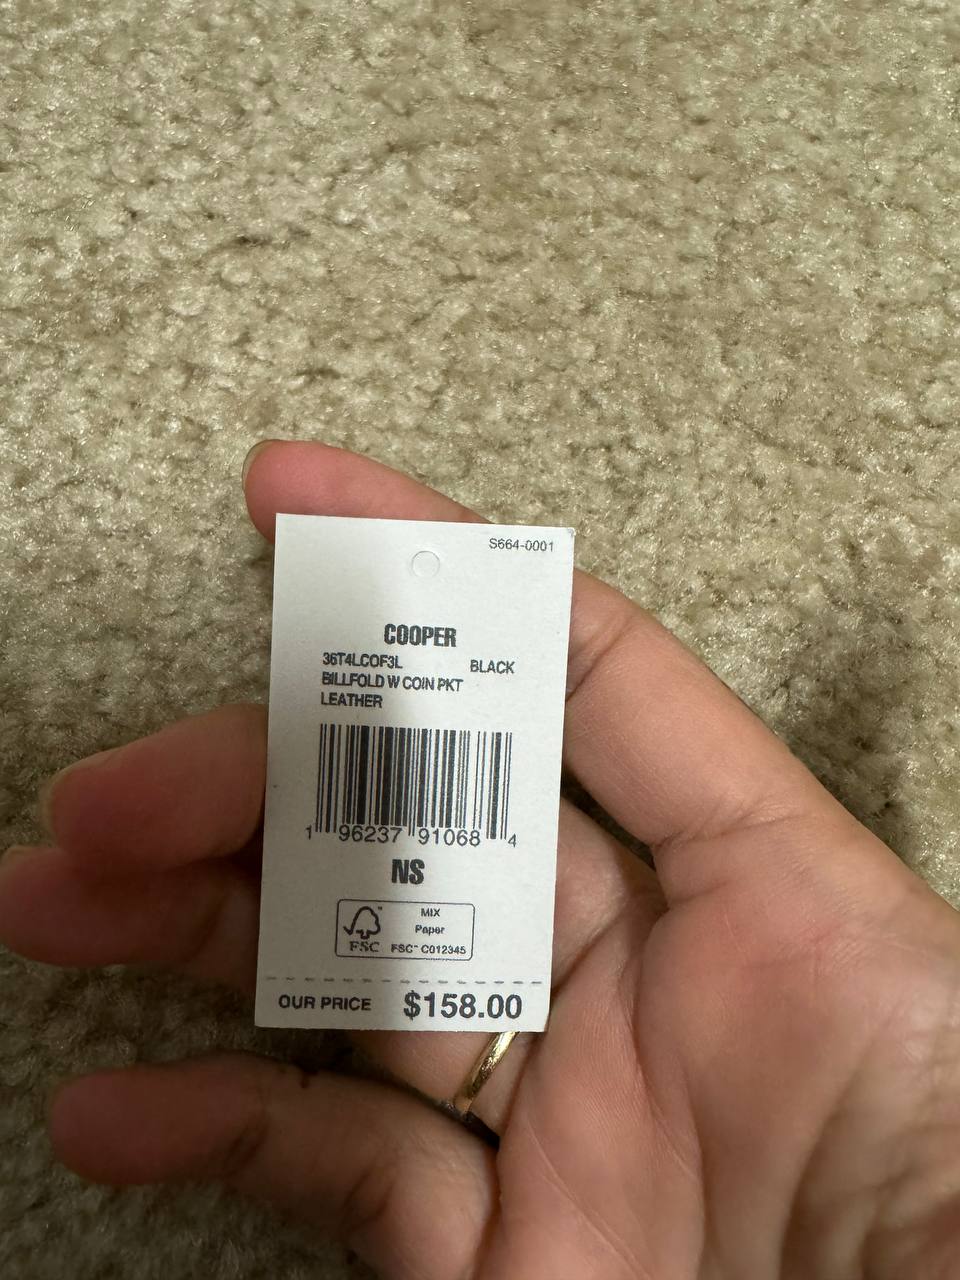 S664-0001
COOPER
36T4LCOF3L BLACK
BILLFOLD W COIN PKT
LEATHER
1 96237 91068 4
NS
MIX
Paper
FSC FSC™ C012345
OUR PRICE $158.00